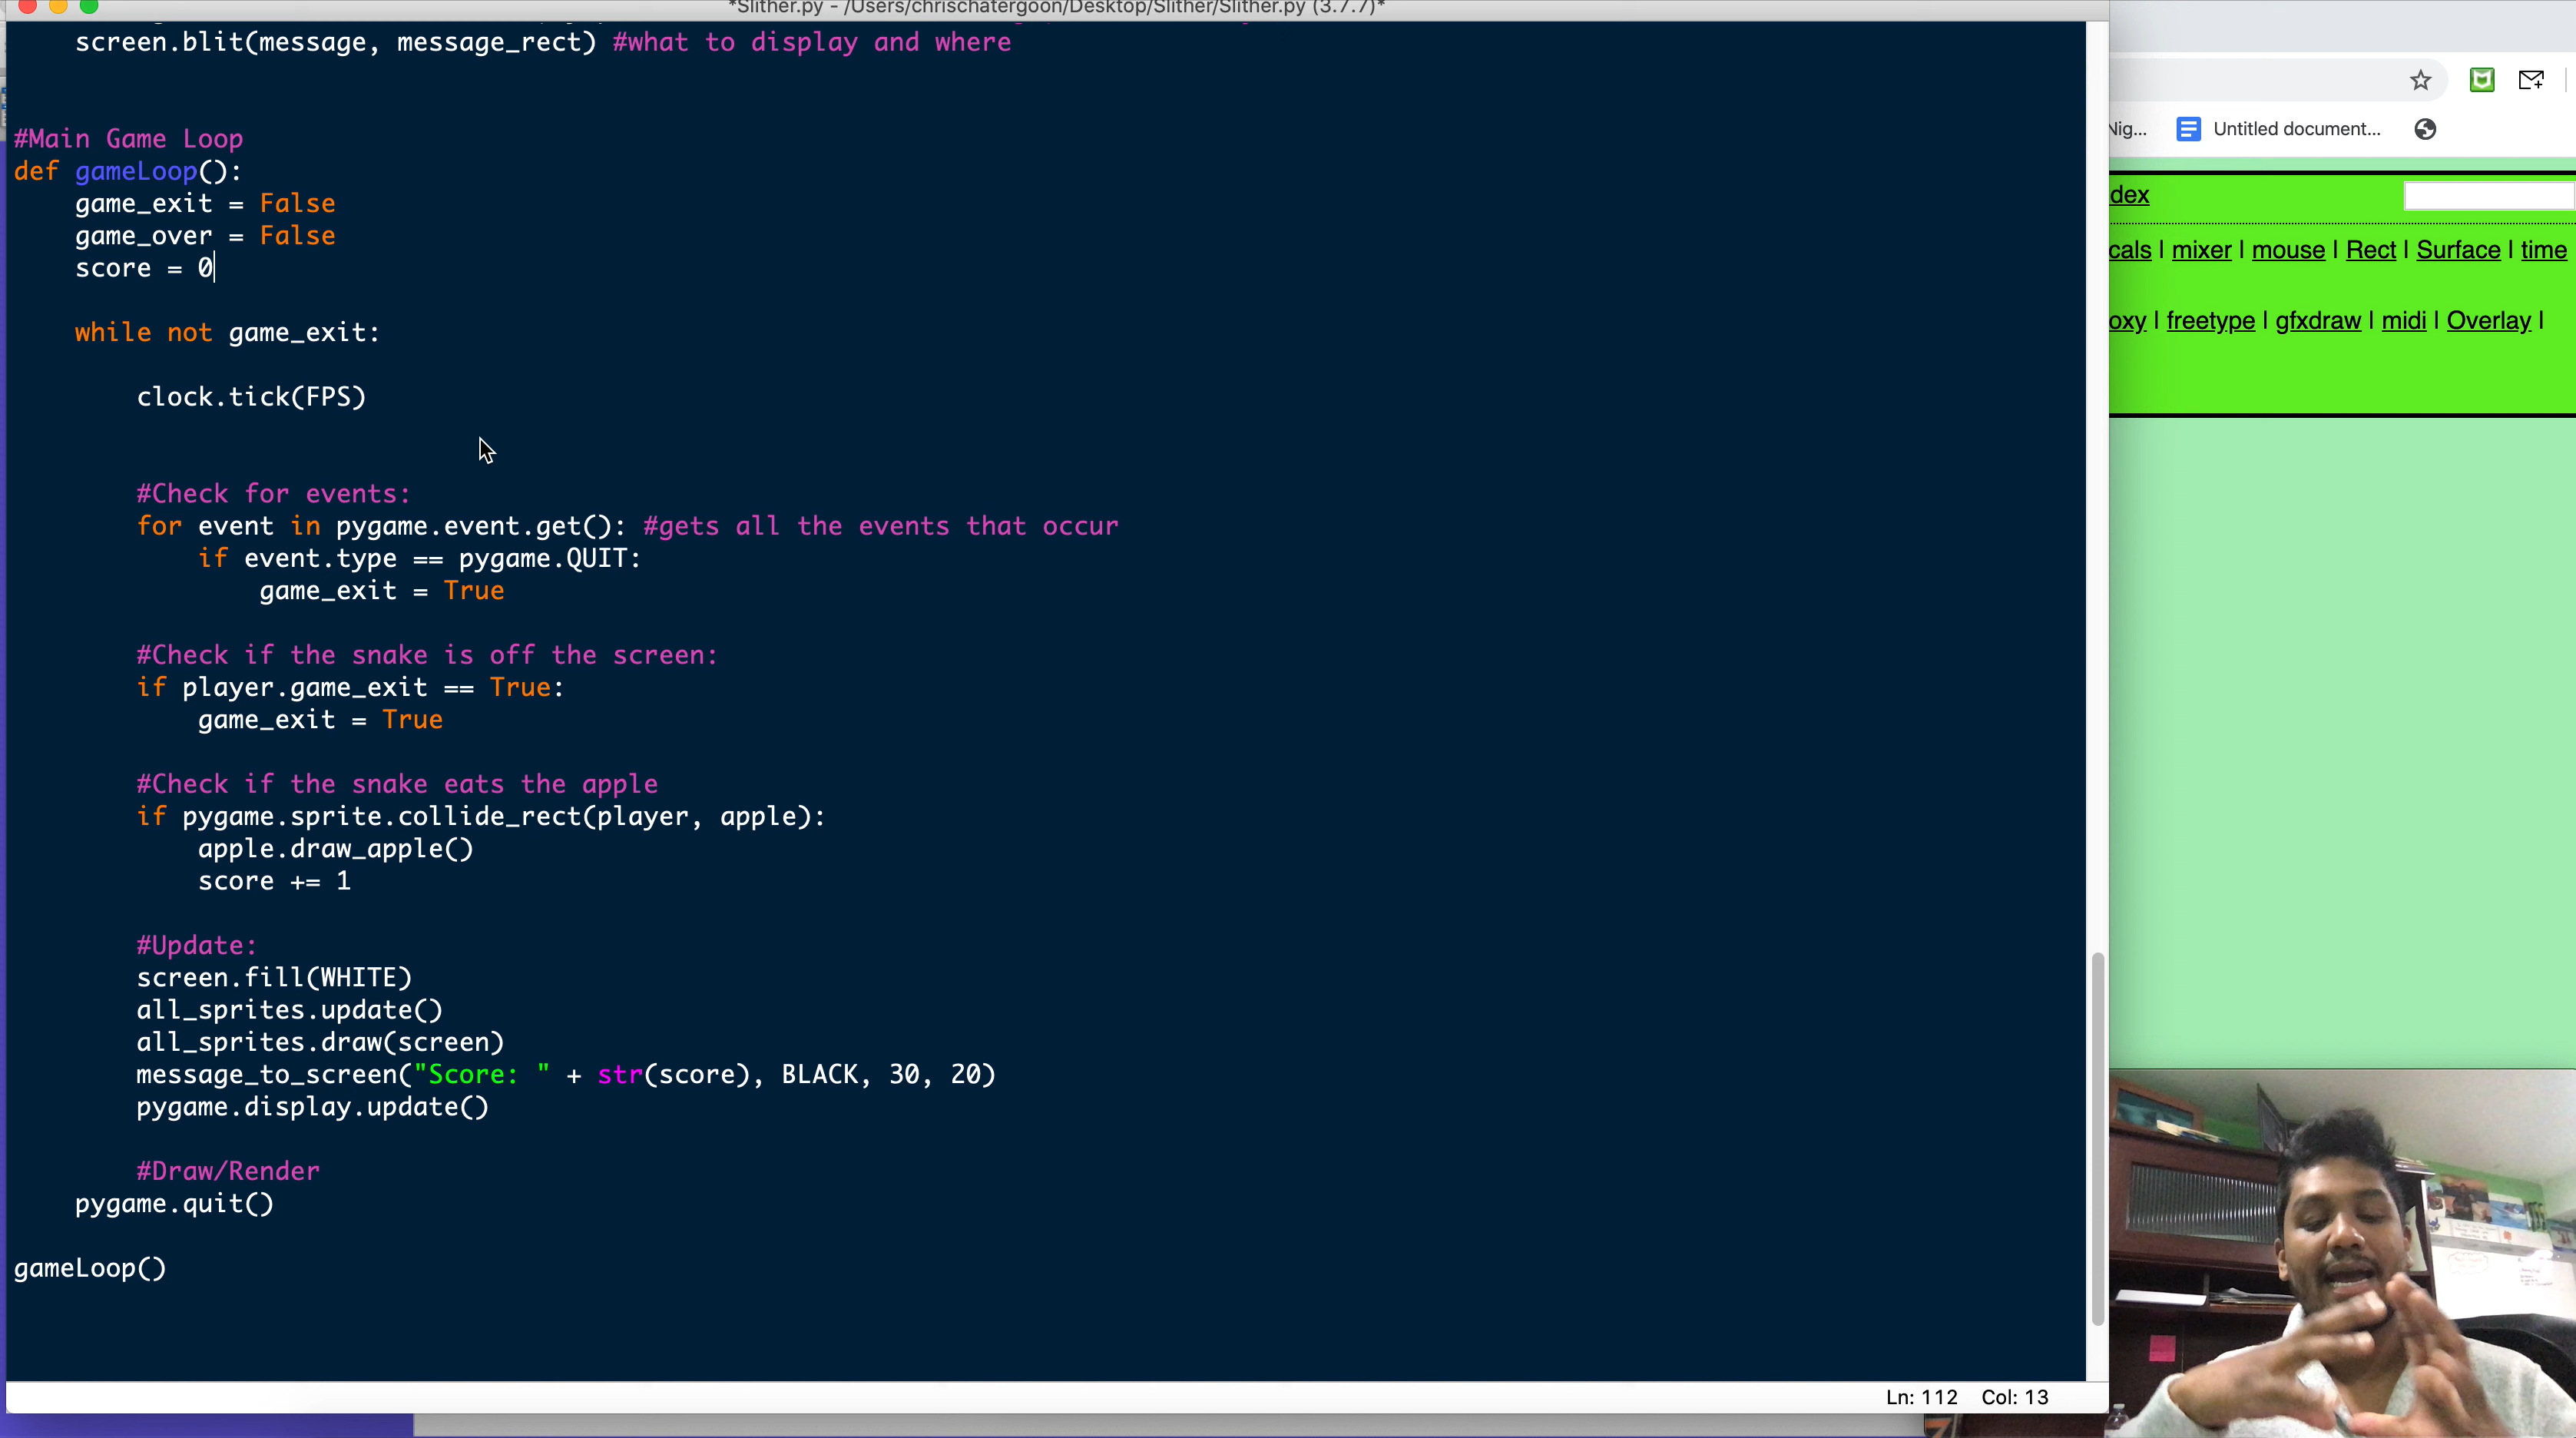 *Slither.py - /Users/chrischatergoon/Desktop/Slither/Slither.py (3.7.7)*
screen.blit(message, message_rect) #what to display and where
#Main Game Loop
def gameLoop():
game_exit = False
game_over = False
score = 0
while not game_exit:
clock.tick(FPS)
#Check for events:
for event in pygame.event.get(): #gets all the events that occur
if event.type == pygame.QUIT:
game_exit = True
#Check if the snake is off the screen:
if player.game_exit == True:
game_exit = True
#Check if the snake eats the apple
if pygame.sprite.collide_rect(player, apple):
apple.draw_apple()
score += 1
#Update:
screen.fill(WHITE)
all_sprites.update()
all_sprites.draw(screen)
message_to_screen("Score: " + str(score), BLACK, 30, 20)
pygame.display.update()
#Draw/Render
pygame.quit()
gameLoop()
Ln: 112 Col: 13
Nig... Untitled document...
dex
cals | mixer | mouse | Rect | Surface | time
oxy | freetype | gfxdraw | midi | Overlay |